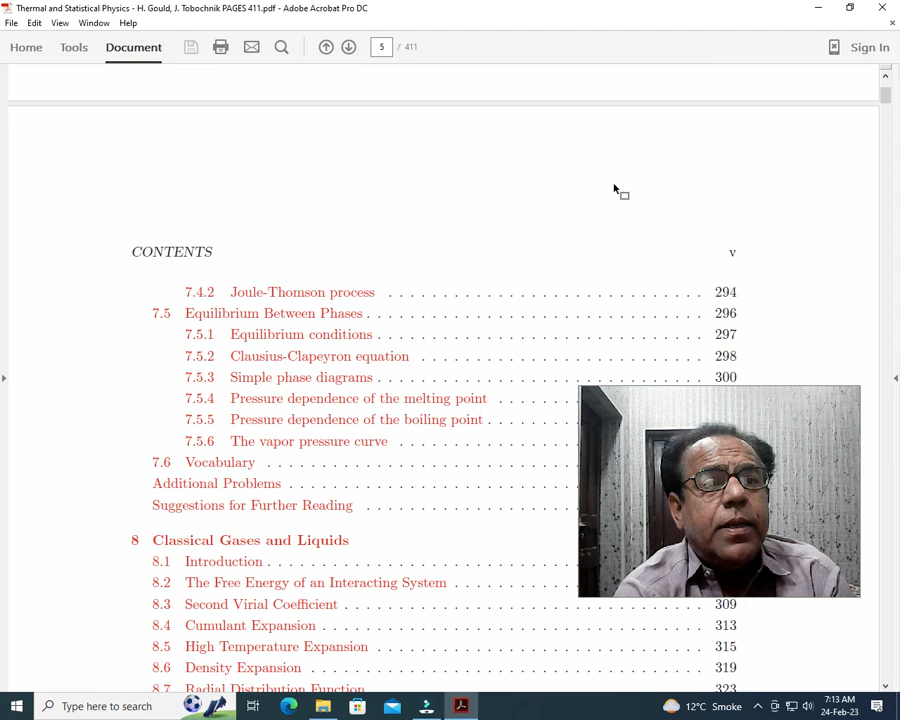 Thermal and Statistical Physics - H. Gould, J. Tobochnik PAGES 411.pdf - Adobe Acrobat Pro DC
File Edit View Window Help
Home Tools Document 5 / 411 Sign In
CONTENTS v
7.4.2 Joule-Thomson process . . . . . . . . . . . . . . . . . . . . . . . . 294
7.5 Equilibrium Between Phases . . . . . . . . . . . . . . . . . . . . . . . . . 296
7.5.1 Equilibrium conditions . . . . . . . . . . . . . . . . . . . . . . . . 297
7.5.2 Clausius-Clapeyron equation . . . . . . . . . . . . . . . . . . . . . 298
7.5.3 Simple phase diagrams . . . . . . . . . . . . . . . . . . . . . . . . 300
7.5.4 Pressure dependence of the melting point . . . . . .
7.5.5 Pressure dependence of the boiling point . . . . . . .
7.5.6 The vapor pressure curve . . . . . . . . . . . . .
7.6 Vocabulary . . . . . . . . . . . . . . . . . . . . . . .
Additional Problems . . . . . . . . . . . . . . . . . . . . . .
Suggestions for Further Reading . . . . . . . . . . . . . . . .
8 Classical Gases and Liquids
8.1 Introduction . . . . . . . . . . . . . . . . . . . . . . .
8.2 The Free Energy of an Interacting System . . . . . . . . .
8.3 Second Virial Coefficient . . . . . . . . . . . . . . . . . . . . . . . . . . . 309
8.4 Cumulant Expansion . . . . . . . . . . . . . . . . . . . . . . . . . . . . 313
8.5 High Temperature Expansion . . . . . . . . . . . . . . . . . . . . . . . . . 315
8.6 Density Expansion . . . . . . . . . . . . . . . . . . . . . . . . . . . . . 319
8.7 Radial Distribution Function . . . . . . . . . . . . . . . . . . . . . . . . . 323
Type here to search 12°C Smoke 7:13 AM
24-Feb-23